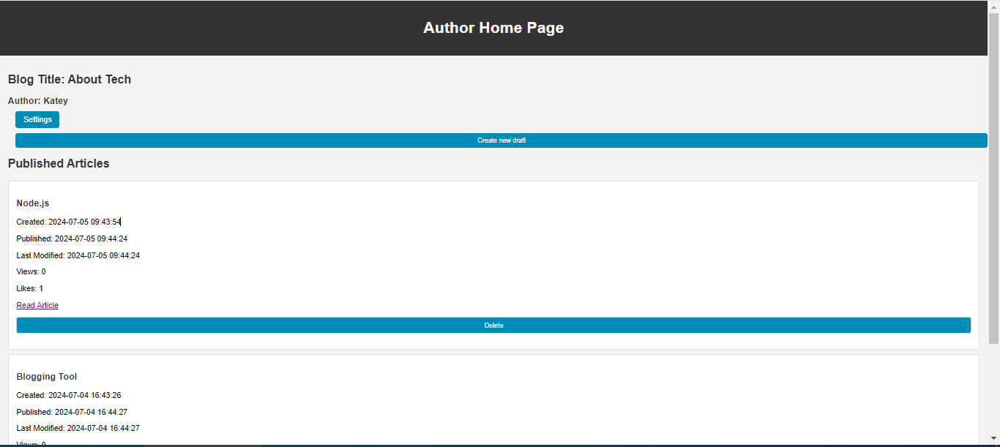 Author Home Page
Blog Title: About Tech
Author: Katey
Settings
Create new draft
Published Articles
Node.js
Created: 2024-07-05 09:43:54
Published: 2024-07-05 09:44:24
Last Modified: 2024-07-05 09:44:24
Views: 0
Likes: 1
Read Article
Delete
Blogging Tool
Created: 2024-07-04 16:43:26
Published: 2024-07-04 16:44:27
Last Modified: 2024-07-04 16:44:27
Views: 0